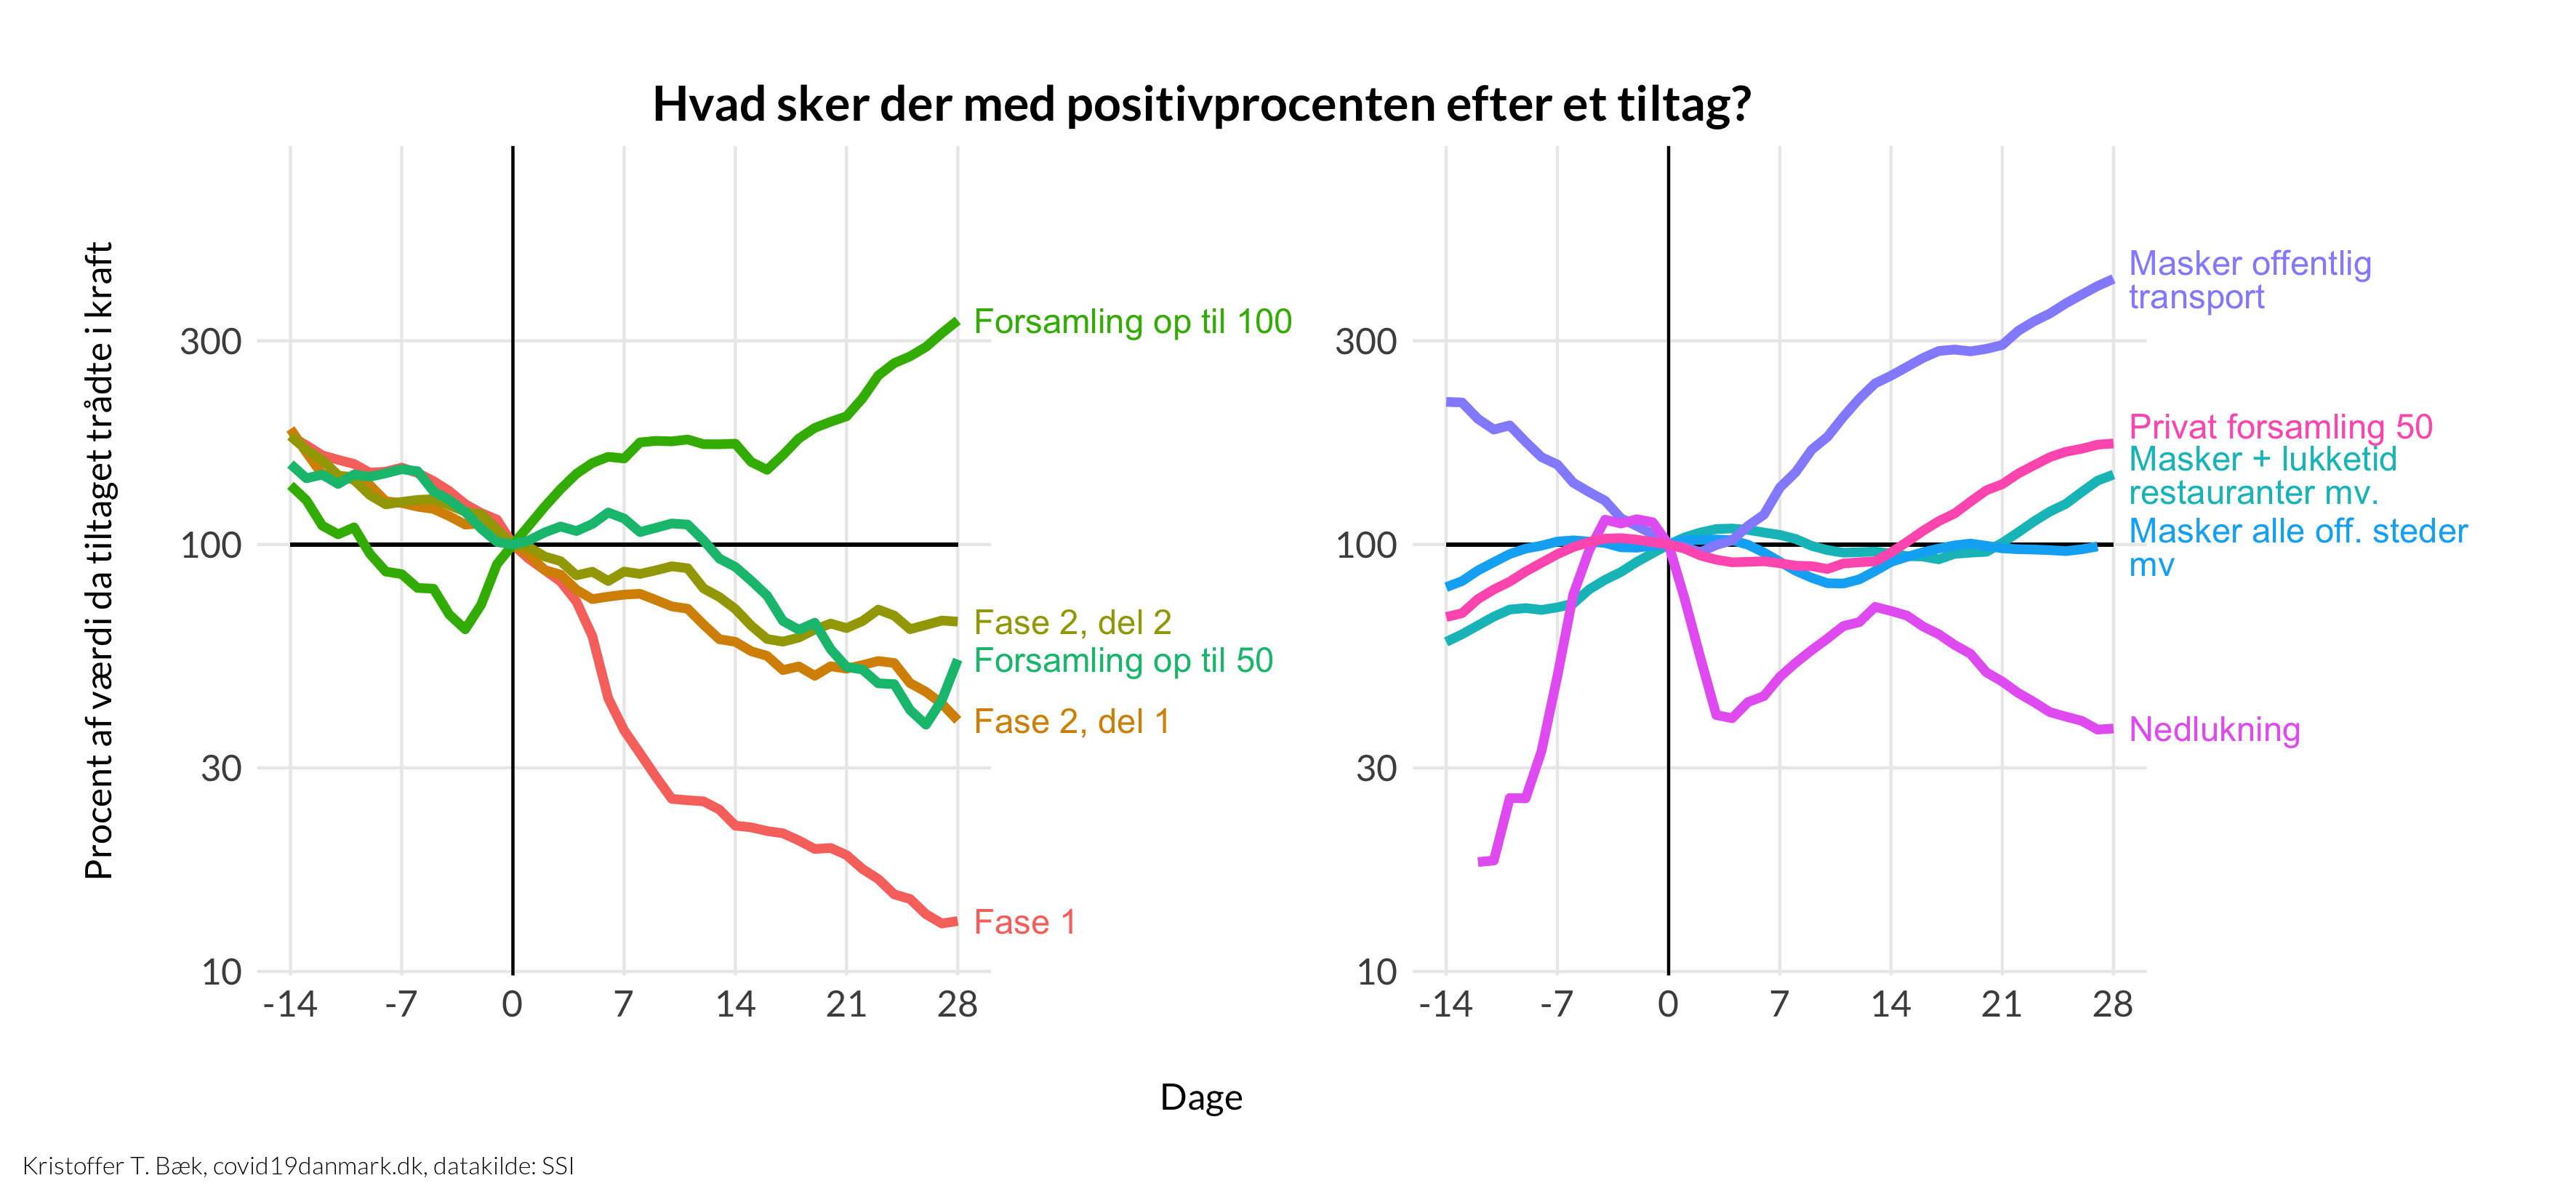 Hvad sker der med positivprocenten efter et tiltag?
Procent af værdi da tiltaget trådte i kraft
300
100
30
10
-14
-7
0
7
14
21
28
Forsamling op til 100
Fase 2, del 2
Forsamling op til 50
Fase 2, del 1
Fase 1
300
100
30
10
-14
-7
0
7
14
21
28
Masker offentlig
transport
Privat forsamling 50
Masker + lukketid
restauranter mv.
Masker alle off. steder
mv
Nedlukning
Dage
Kristoffer T. Bæk, covid19danmark.dk, datakilde: SSI